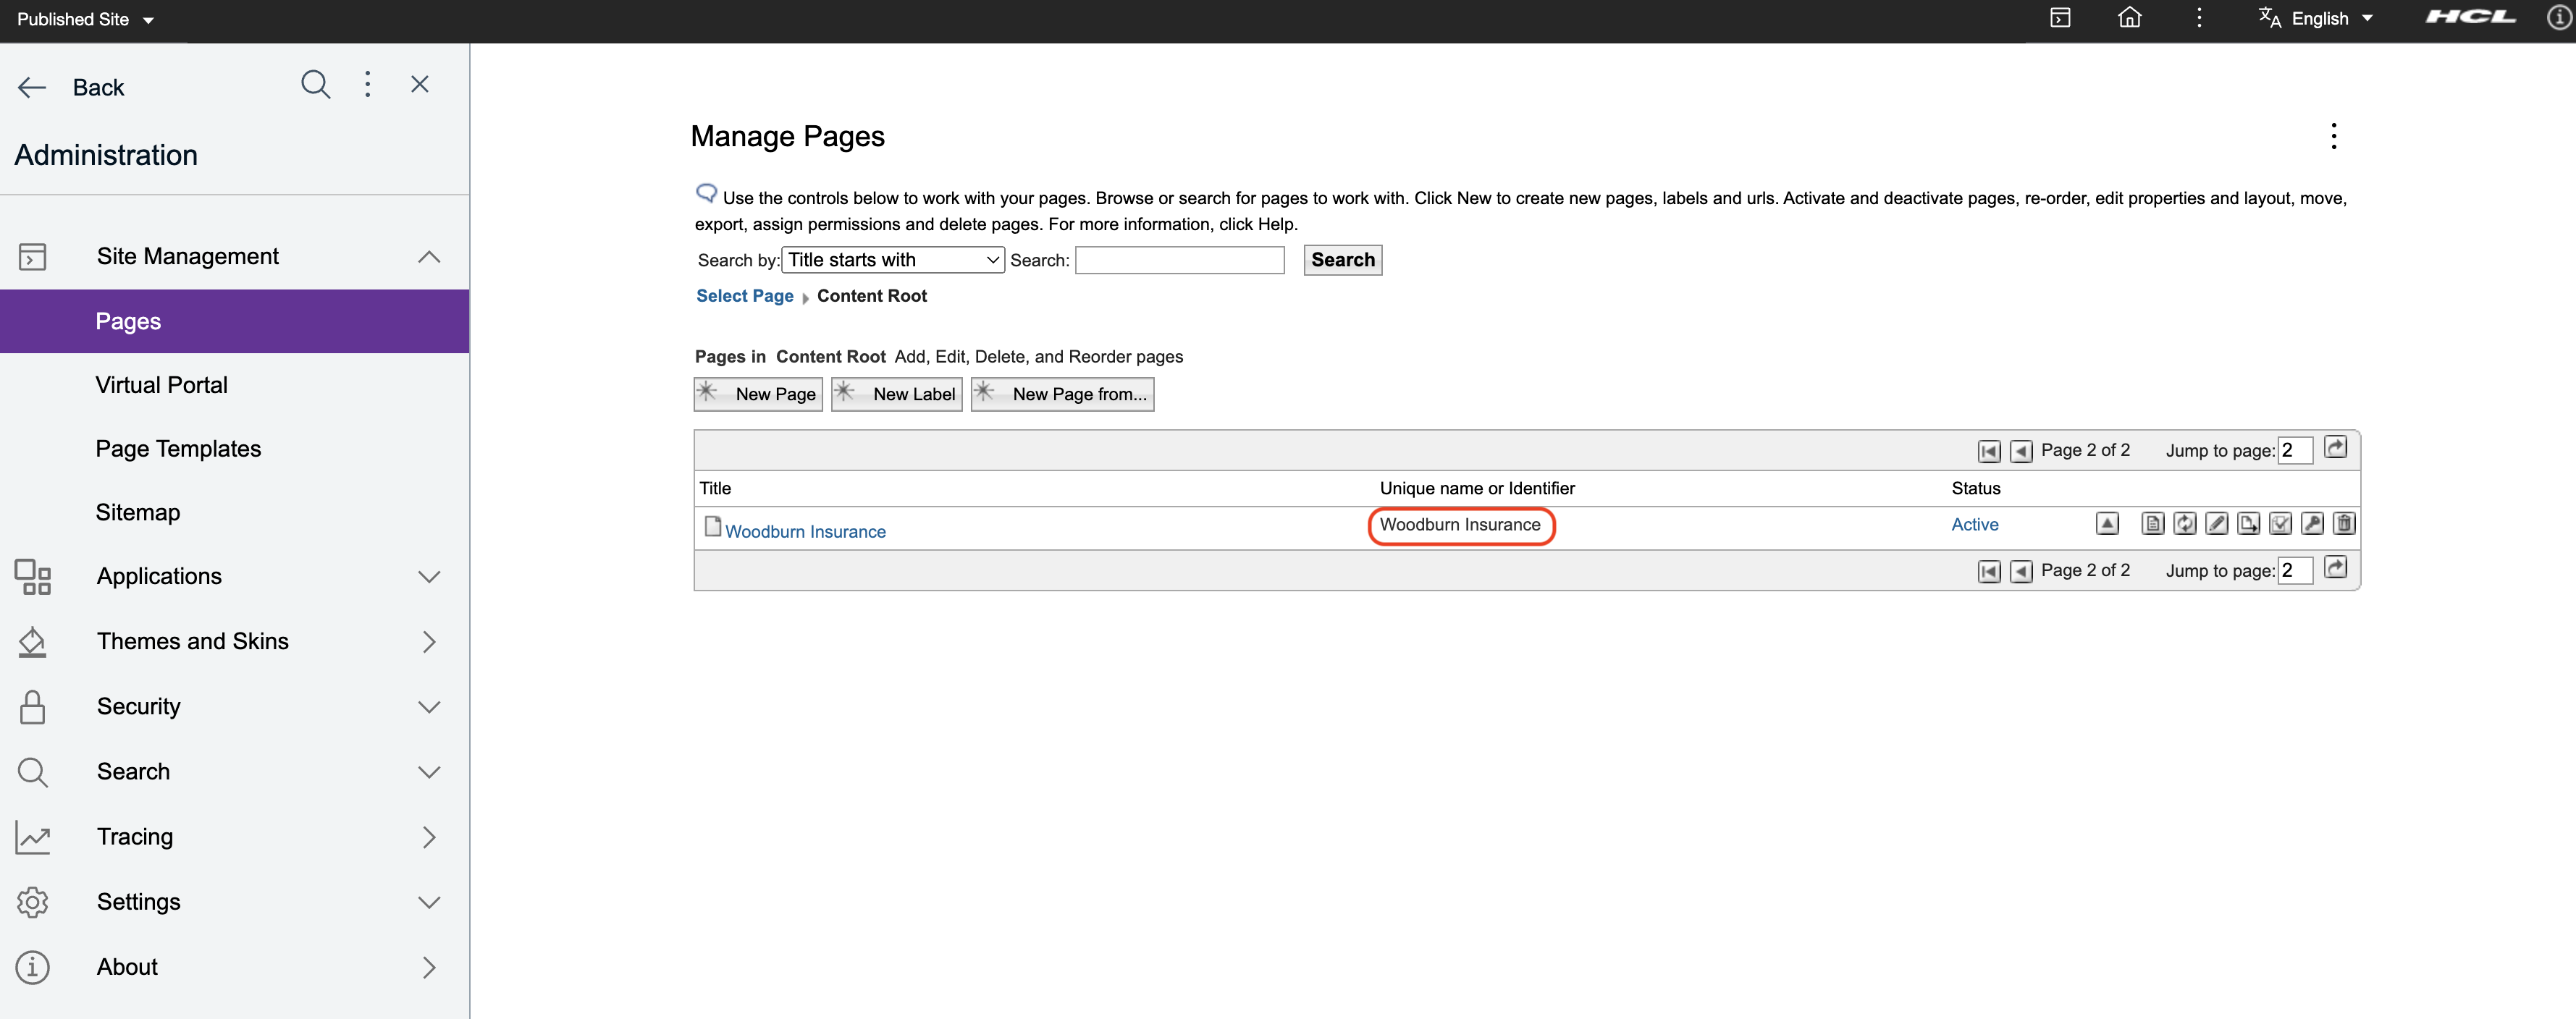 Published Site
English
HCL
Back
Administration
Site Management
Pages
Virtual Portal
Page Templates
Sitemap
Applications
Themes and Skins
Security
Search
Tracing
Settings
About
Manage Pages
Use the controls below to work with your pages. Browse or search for pages to work with. Click New to create new pages, labels and urls. Activate and deactivate pages, re-order, edit properties and layout, move,
export, assign permissions and delete pages. For more information, click Help.
Search by: Title starts with Search: Search
Select Page Content Root
Pages in Content Root Add, Edit, Delete, and Reorder pages
New Page New Label New Page from...
Page 2 of 2 Jump to page: 2
Title Unique name or Identifier Status
Woodburn Insurance Woodburn Insurance Active
Page 2 of 2 Jump to page: 2